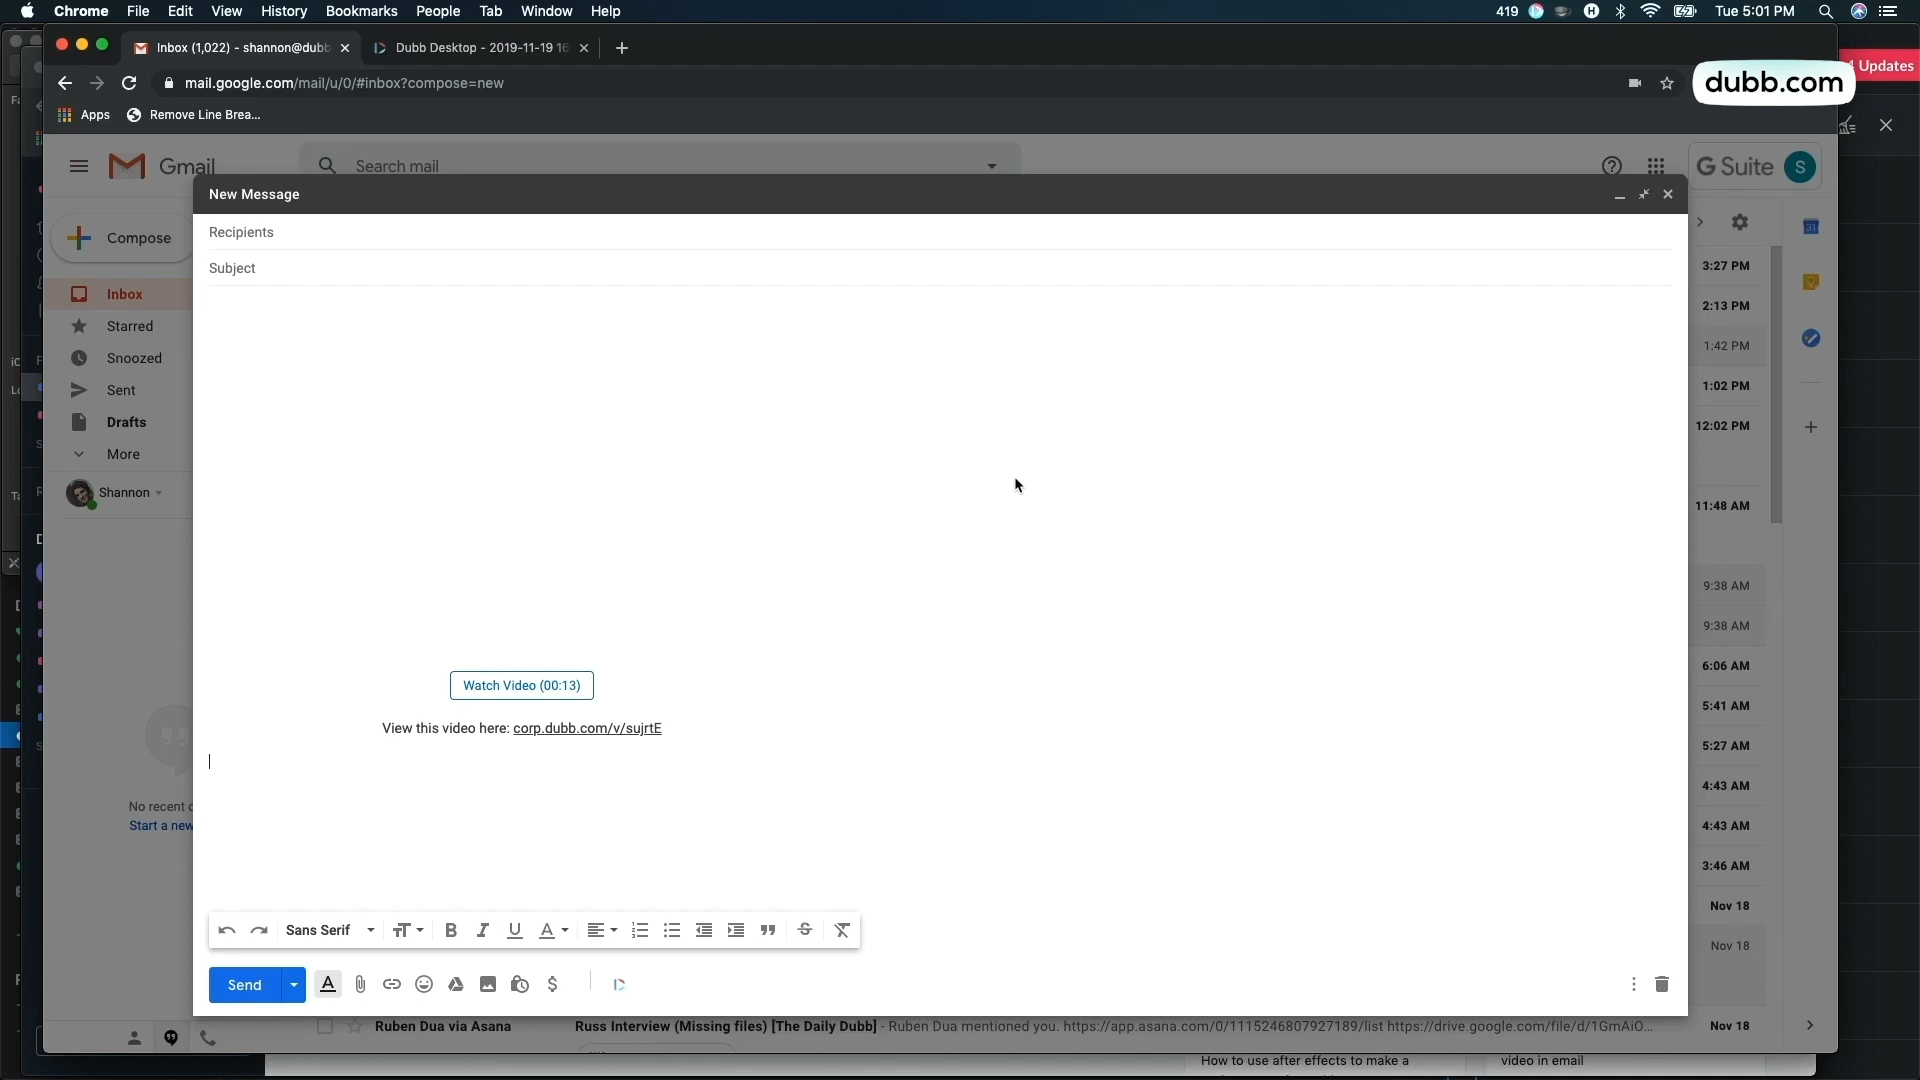 Chrome File Edit View History Bookmarks People Tab Window Help 419 Tue 5:01 PM
Inbox (1,022) - shannon@dubb Dubb Desktop - 2019-11-19 16
4 Updates
mail.google.com/mail/u/0/#inbox?compose=new
dubb.com
Apps Remove Line Brea...
Gmail Search mail G Suite S
New Message
Recipients
Compose
Subject
3:27 PM
Inbox
2:13 PM
Starred
1:42 PM
Snoozed
1:02 PM
Sent
Drafts
12:02 PM
More
Shannon
11:48 AM
9:38 AM
9:38 AM
6:06 AM
Watch Video (00:13)
5:41 AM
View this video here: corp.dubb.com/v/sujrtE
5:27 AM
4:43 AM
No recent
Start a new
4:43 AM
3:46 AM
Nov 18
Sans Serif
Nov 18
Send
Ruben Dua via Asana Russ Interview (Missing files) [The Daily Dubb] - Ruben Dua mentioned you. https://app.asana.com/0/1115246807927189/list https://drive.google.com/file/d/1GmAiO... Nov 18
How to use after effects to make a video in email